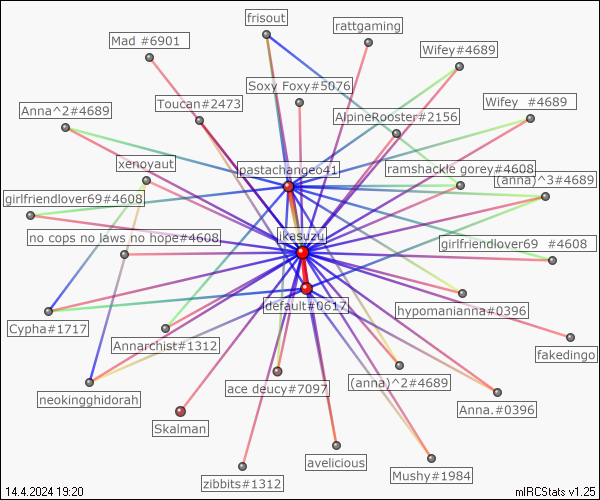 frisout
rattgaming
Mad #6901
Wifey#4689
Soxy Foxy#5076
Toucan#2473
Wifey #4689
Anna^2#4689
AlpineRooster#2156
xenoyaut
pastachangeo41
ramshackle gorey#4608
(anna)^3#4689
girlfriendlover69#4608
no cops no laws no hope#4608
ikasuzu
girlfriendlover69 #4608
default#0617
hypomanianna#0396
Cypha#1717
Annarchist#1312
fakedingo
(anna)^2#4689
ace deucy#7097
neokingghidorah
Anna.#0396
Skalman
avelicious
zibbits#1312
Mushy#1984
14.4.2024 19:20
mIRCStats v1.25